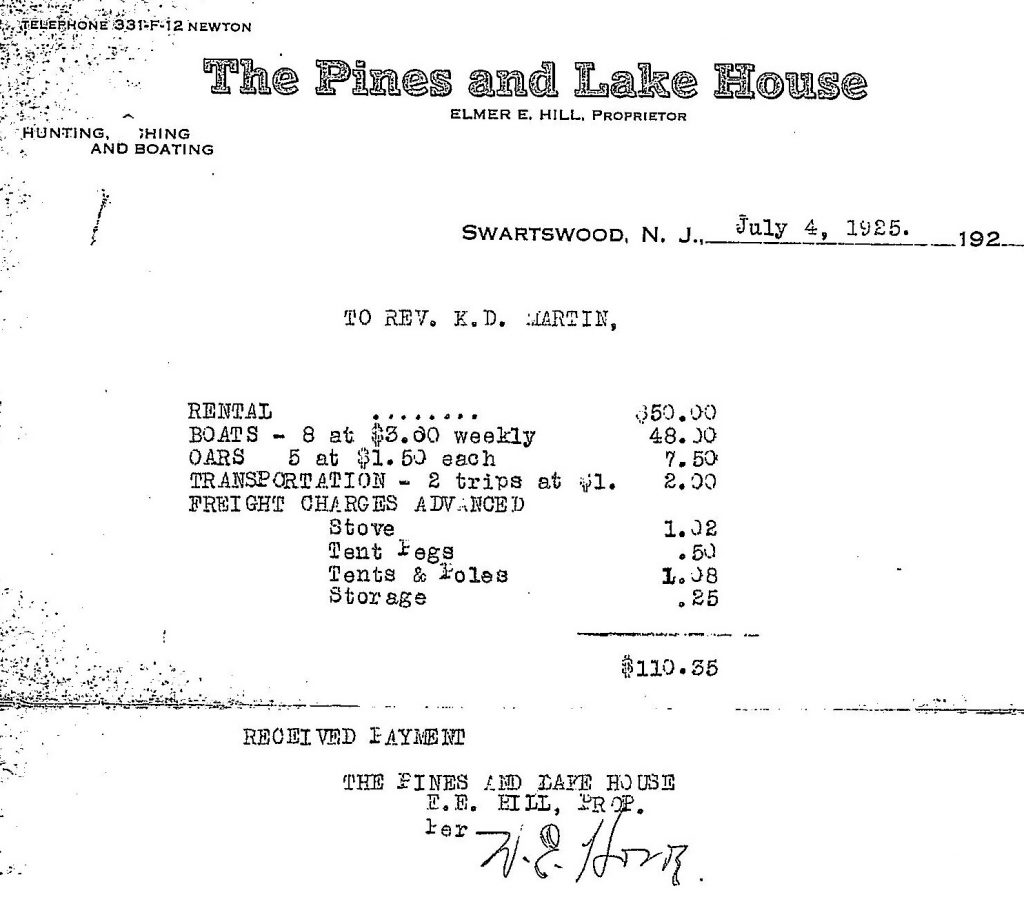 TELEPHONE 331-F-12 NEWTON
The Pines and Lake House
ELMER E. HILL, PROPRIETOR
HUNTING, HING
AND BOATING
SWARTSWOOD, N. J., July 4, 1925. 192
TO REV. K.D. MARTIN,
RENTAL ........ $50.00
BOATS - 8 at $3.00 weekly 48.00
OARS 5 at $1.50 each 7.50
TRANSPORTATION - 2 trips at $1. 2.00
FREIGHT CHARGES ADVANCED
Stove 1.02
Tent Pegs .50
Tents & Poles 1.08
Storage .25
$110.35
RECEIVED PAYMENT
THE PINES AND LAKE HOUSE
E.E. HILL, PROP.
Per